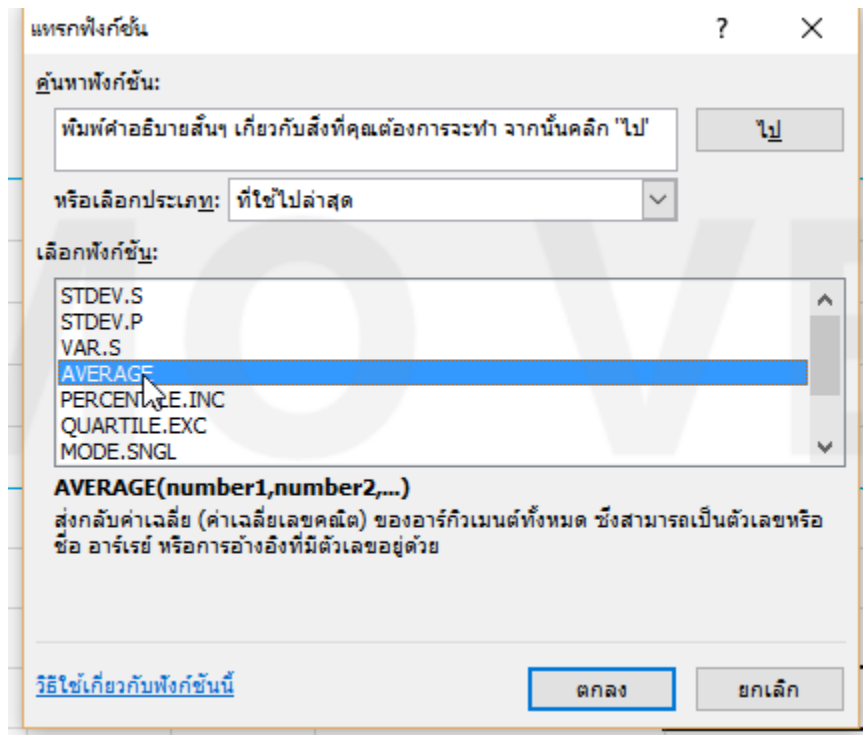 แทรกฟังก์ชัน ?
ค้นหาฟังก์ชัน:
พิมพ์คำอธิบายสั้นๆ เกี่ยวกับสิ่งที่คุณต้องการจะทำ จากนั้นคลิก 'ไป' ไป
หรือเลือกประเภท: ที่ใช้ไปล่าสุด
เลือกฟังก์ชัน:
STDEV.S
STDEV.P
VAR.S
AVERAGE
PERCENTILE.INC
QUARTILE.EXC
MODE.SNGL
AVERAGE(number1,number2,...)
ส่งกลับค่าเฉลี่ย (ค่าเฉลี่ยเลขคณิต) ของอาร์กิวเมนต์ทั้งหมด ซึ่งสามารถเป็นตัวเลขหรือ
ชื่อ อาร์เรย์ หรือการอ้างอิงที่มีตัวเลขอยู่ด้วย
วิธีใช้เกี่ยวกับฟังก์ชันนี้ ตกลง ยกเลิก